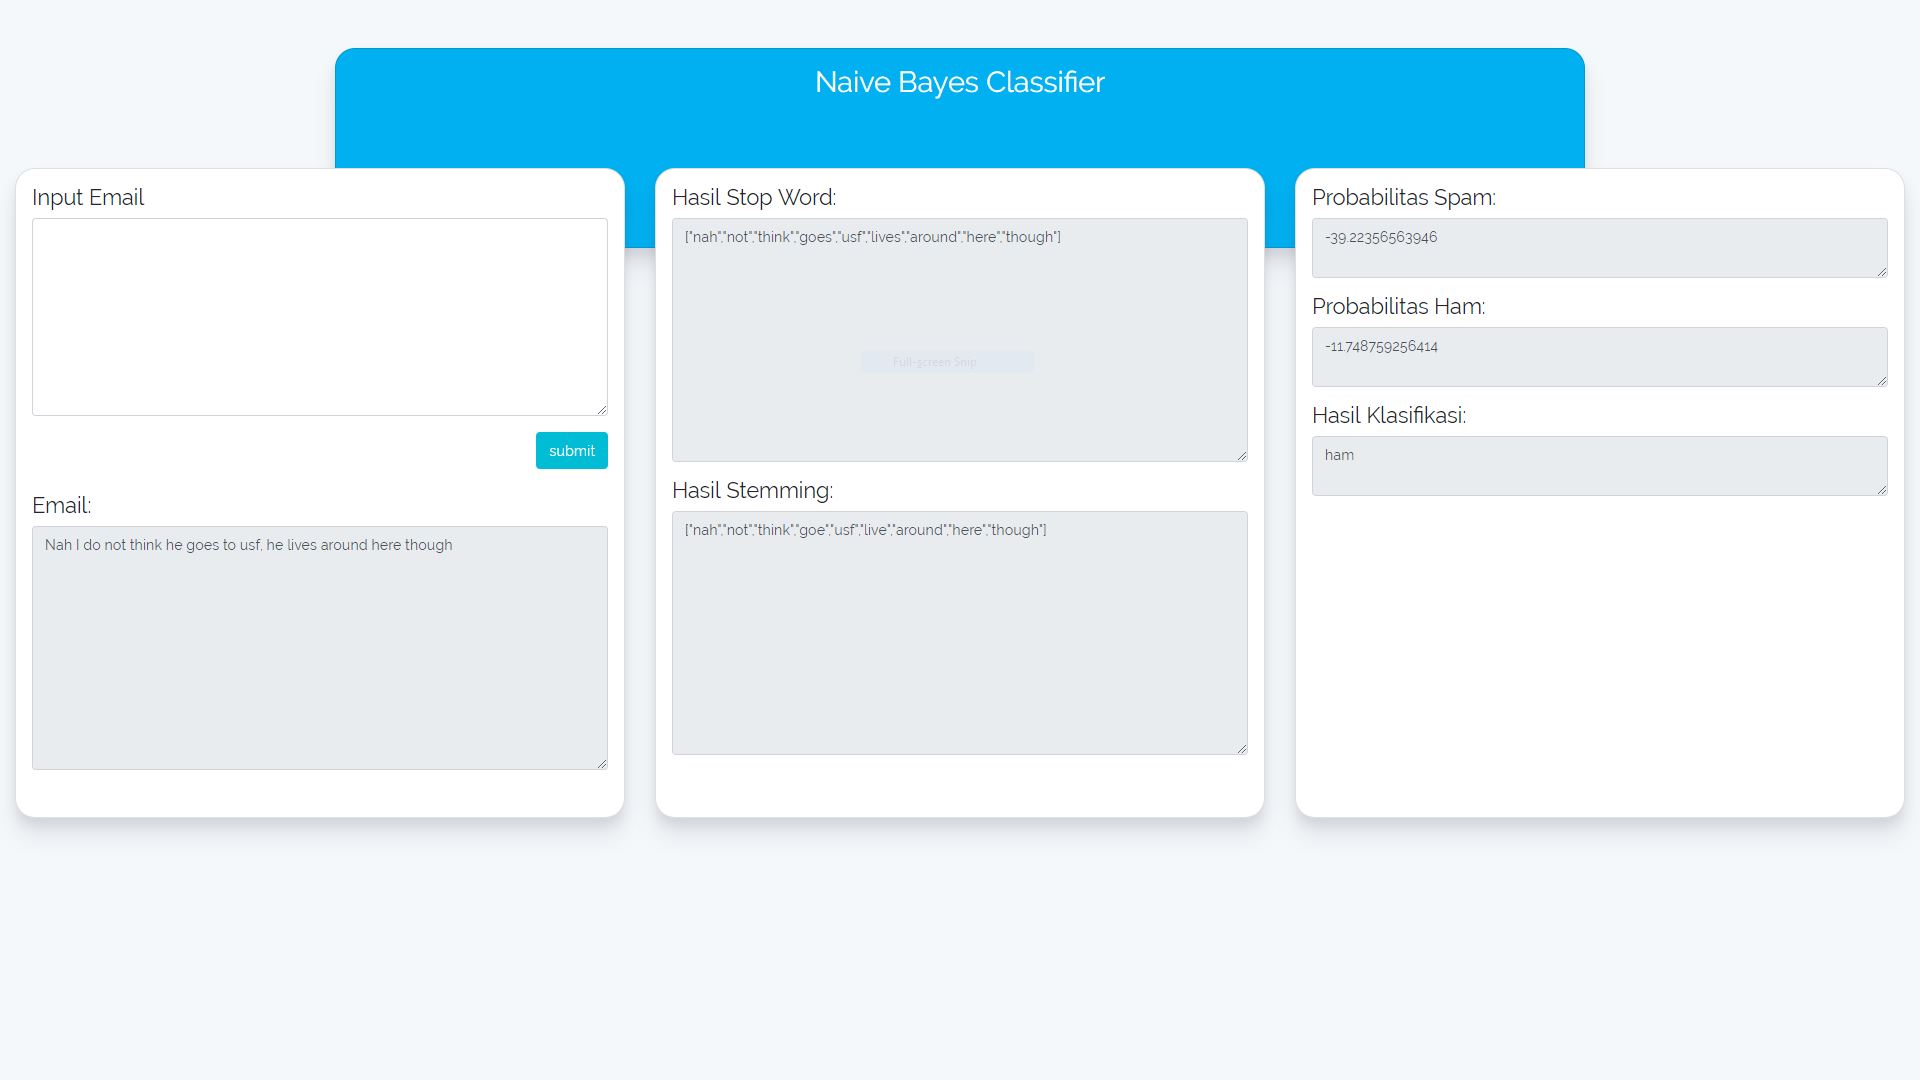 Naive Bayes Classifier
Input Email
submit
Email:
Nah I do not think he goes to usf, he lives around here though
Hasil Stop Word:
["nah","not","think","goes","usf","lives","around","here","though"]
Full-screen Snip
Hasil Stemming:
["nah","not","think","goe","usf","live","around","here","though"]
Probabilitas Spam:
-39.22356563946
Probabilitas Ham:
-11.748759256414
Hasil Klasifikasi:
ham